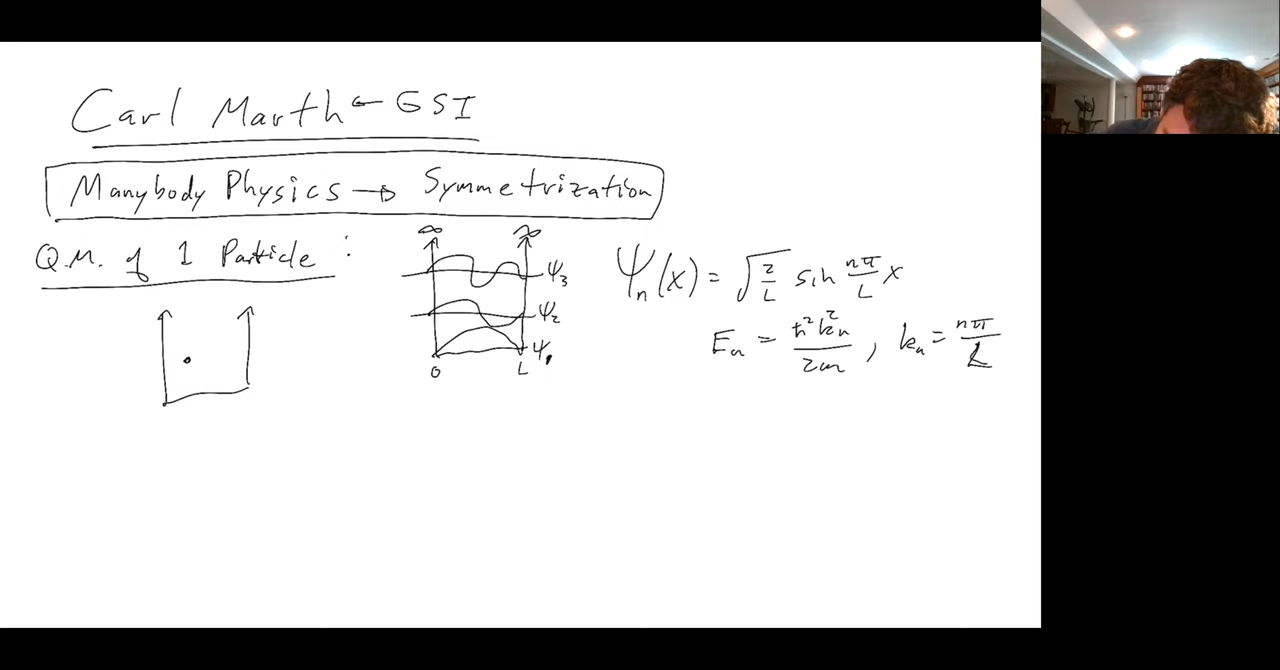 Carl Marth ← GSI
Manybody Physics → Symmetrization
Q.M. of 1 Particle :
∞ ∞
ψ₃
ψ₂
ψ₁
0 L
ψₙ(x) = √(2/L) sin nπ/L x
Eₙ = ħ²kₙ²/2m , kₙ = nπ/L